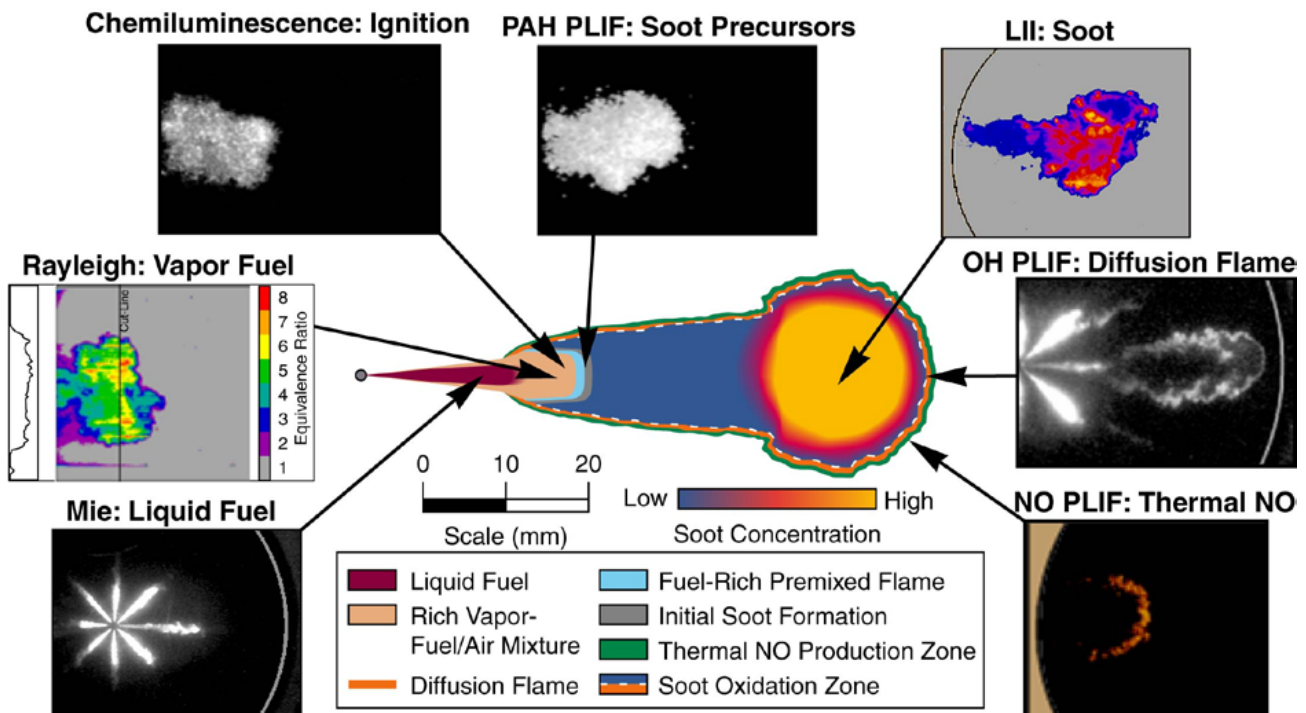 Chemiluminescence: Ignition
PAH PLIF: Soot Precursors
LII: Soot
Rayleigh: Vapor Fuel
OH PLIF: Diffusion Flame
Cut-Line
8
7
6
5
4
3
2
1
Equivalence Ratio
Mie: Liquid Fuel
0 10 20
Scale (mm)
Low High
Soot Concentration
NO PLIF: Thermal NO
Liquid Fuel
Rich Vapor-
Fuel/Air Mixture
Diffusion Flame
Fuel-Rich Premixed Flame
Initial Soot Formation
Thermal NO Production Zone
Soot Oxidation Zone